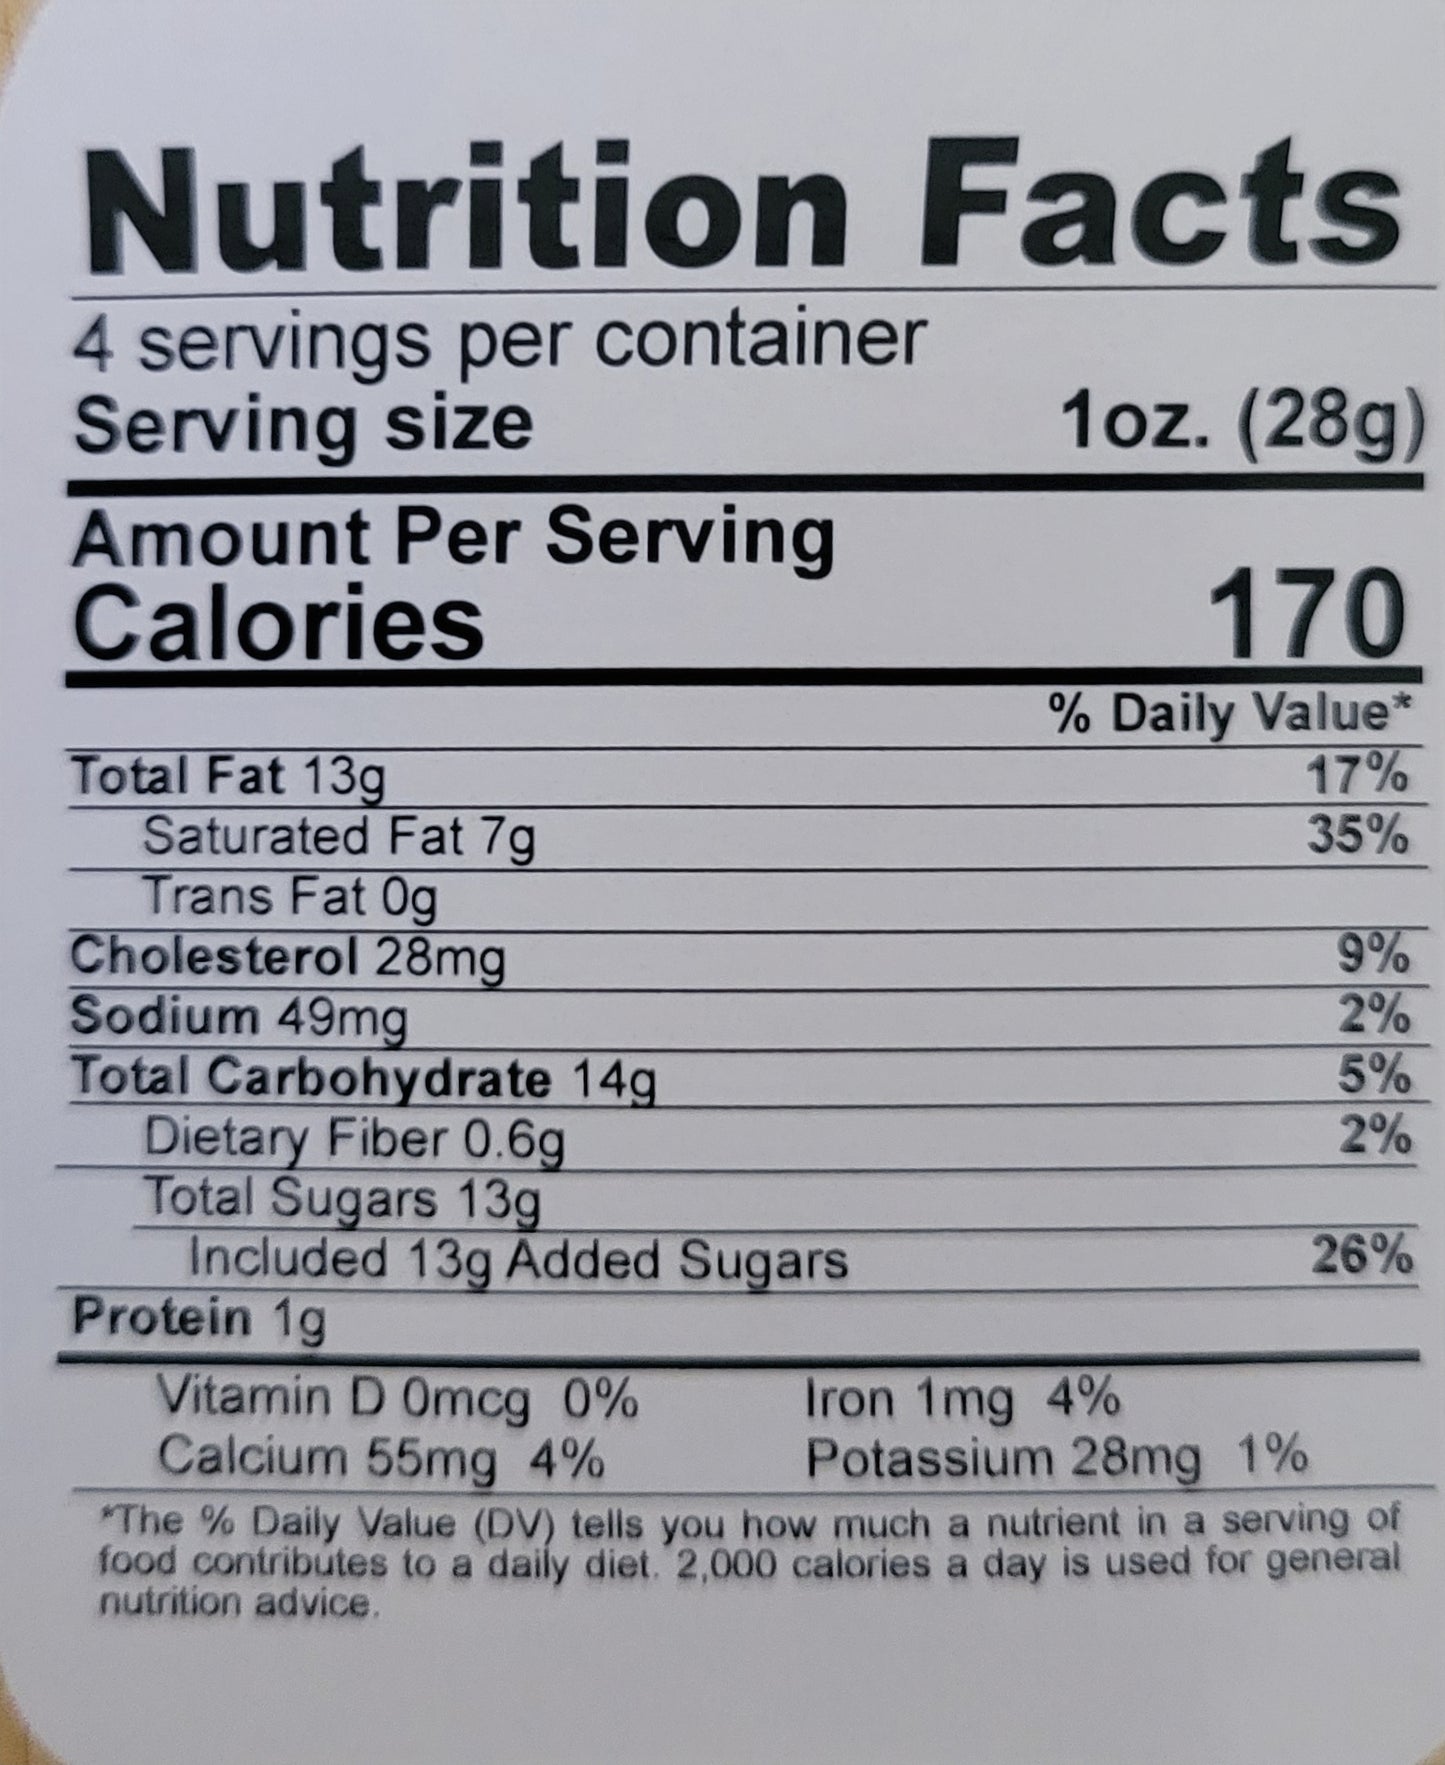 Nutrition Facts
4 servings per container
Serving size 1oz. (28g)
Amount Per Serving
Calories 170
% Daily Value*
Total Fat 13g 17%
Saturated Fat 7g 35%
Trans Fat 0g
Cholesterol 28mg 9%
Sodium 49mg 2%
Total Carbohydrate 14g 5%
Dietary Fiber 0.6g 2%
Total Sugars 13g
Included 13g Added Sugars 26%
Protein 1g
Vitamin D 0mcg 0% Iron 1mg 4%
Calcium 55mg 4% Potassium 28mg 1%
*The % Daily Value (DV) tells you how much a nutrient in a serving of
food contributes to a daily diet. 2,000 calories a day is used for general
nutrition advice.